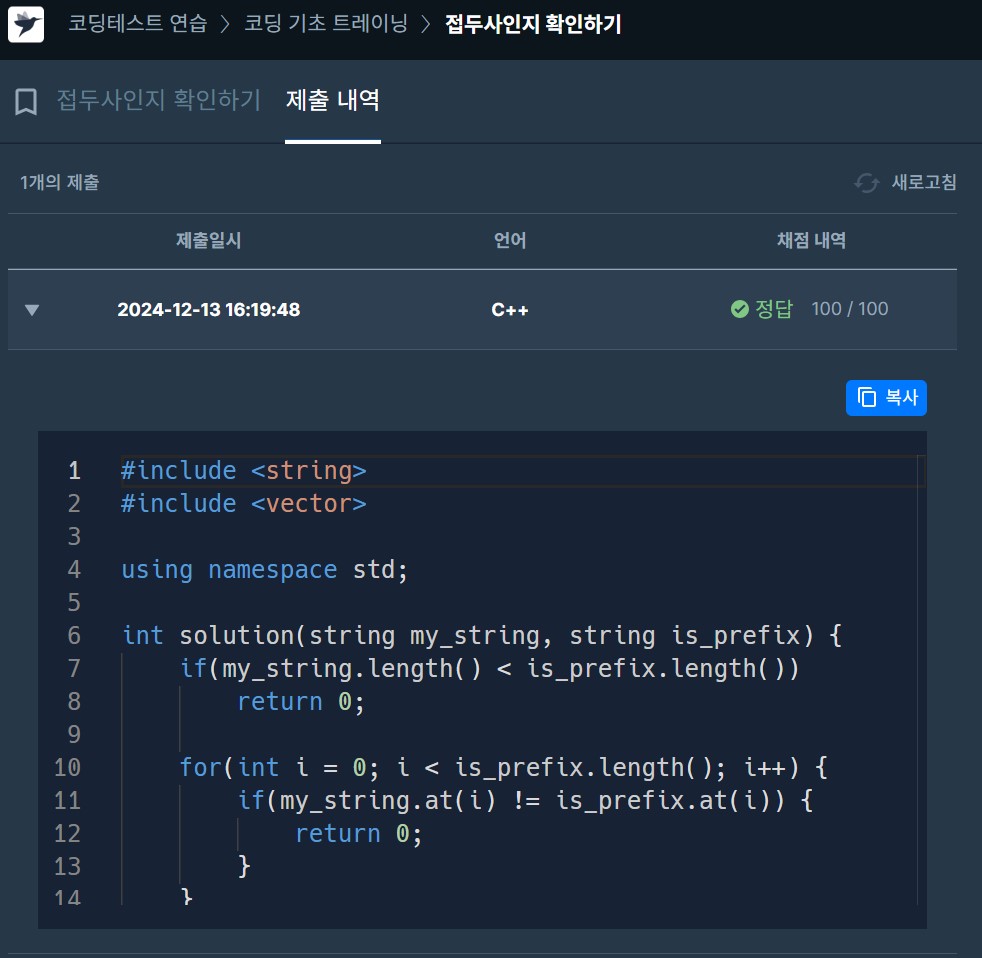 코딩테스트 연습 > 코딩 기초 트레이닝 > 접두사인지 확인하기
접두사인지 확인하기 제출 내역
1개의 제출 새로고침
제출일시 언어 채점 내역
▼ 2024-12-13 16:19:48 C++ 정답 100 / 100
복사
1 #include <string>
2 #include <vector>
3
4 using namespace std;
5
6 int solution(string my_string, string is_prefix) {
7 if(my_string.length() < is_prefix.length())
8 return 0;
9
10 for(int i = 0; i < is_prefix.length(); i++) {
11 if(my_string.at(i) != is_prefix.at(i)) {
12 return 0;
13 }
14 }